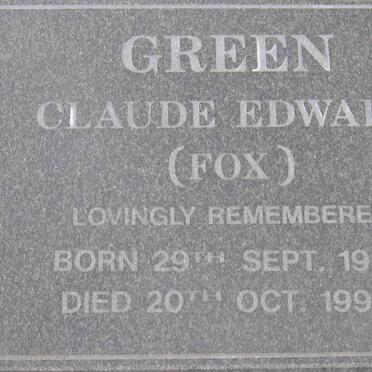 GREEN
CLAUDE EDWA
(FOX)
LOVINGLY REMEMBERE
BORN 29TH SEPT. 19
DIED 20TH OCT. 199